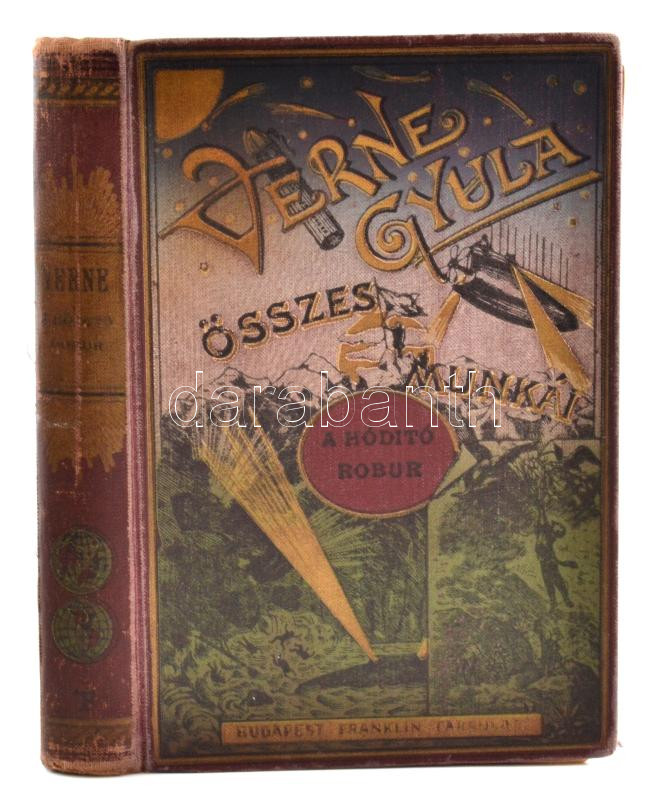 VERNE
GYULA
ÖSSZES
MUNKÁI
A HÓDITÓ
ROBUR
BUDAPEST FRANKLIN TÁRSULAT
VERNE
A HÓDITÓ
ROBUR
darabanth